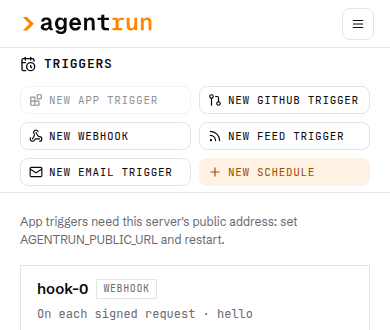 agentrun
TRIGGERS
NEW APP TRIGGER
NEW GITHUB TRIGGER
NEW WEBHOOK
NEW FEED TRIGGER
NEW EMAIL TRIGGER
NEW SCHEDULE
App triggers need this server's public address: set
AGENTRUN_PUBLIC_URL and restart.
hook-0 WEBHOOK
On each signed request · hello